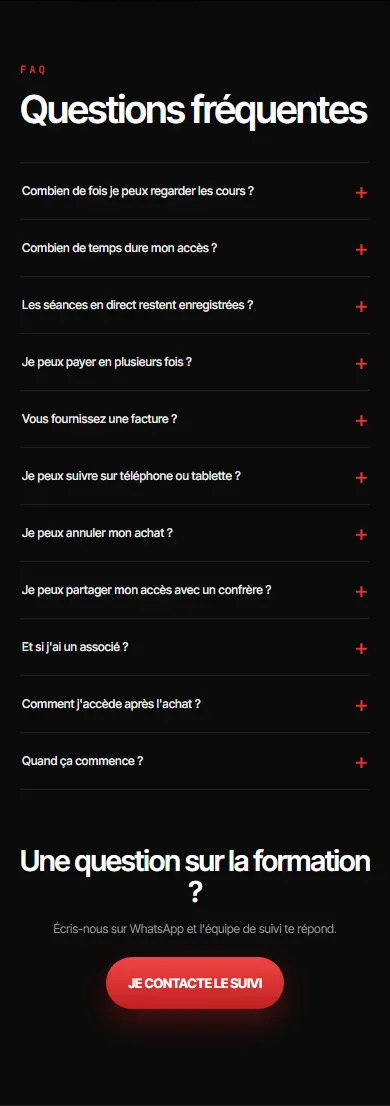 FAQ
Questions fréquentes
Combien de fois je peux regarder les cours ?
Combien de temps dure mon accès ?
Les séances en direct restent enregistrées ?
Je peux payer en plusieurs fois ?
Vous fournissez une facture ?
Je peux suivre sur téléphone ou tablette ?
Je peux annuler mon achat ?
Je peux partager mon accès avec un confrère ?
Et si j'ai un associé ?
Comment j'accède après l'achat ?
Quand ça commence ?
Une question sur la formation
?
Écris-nous sur WhatsApp et l'équipe de suivi te répond.
JE CONTACTE LE SUIVI